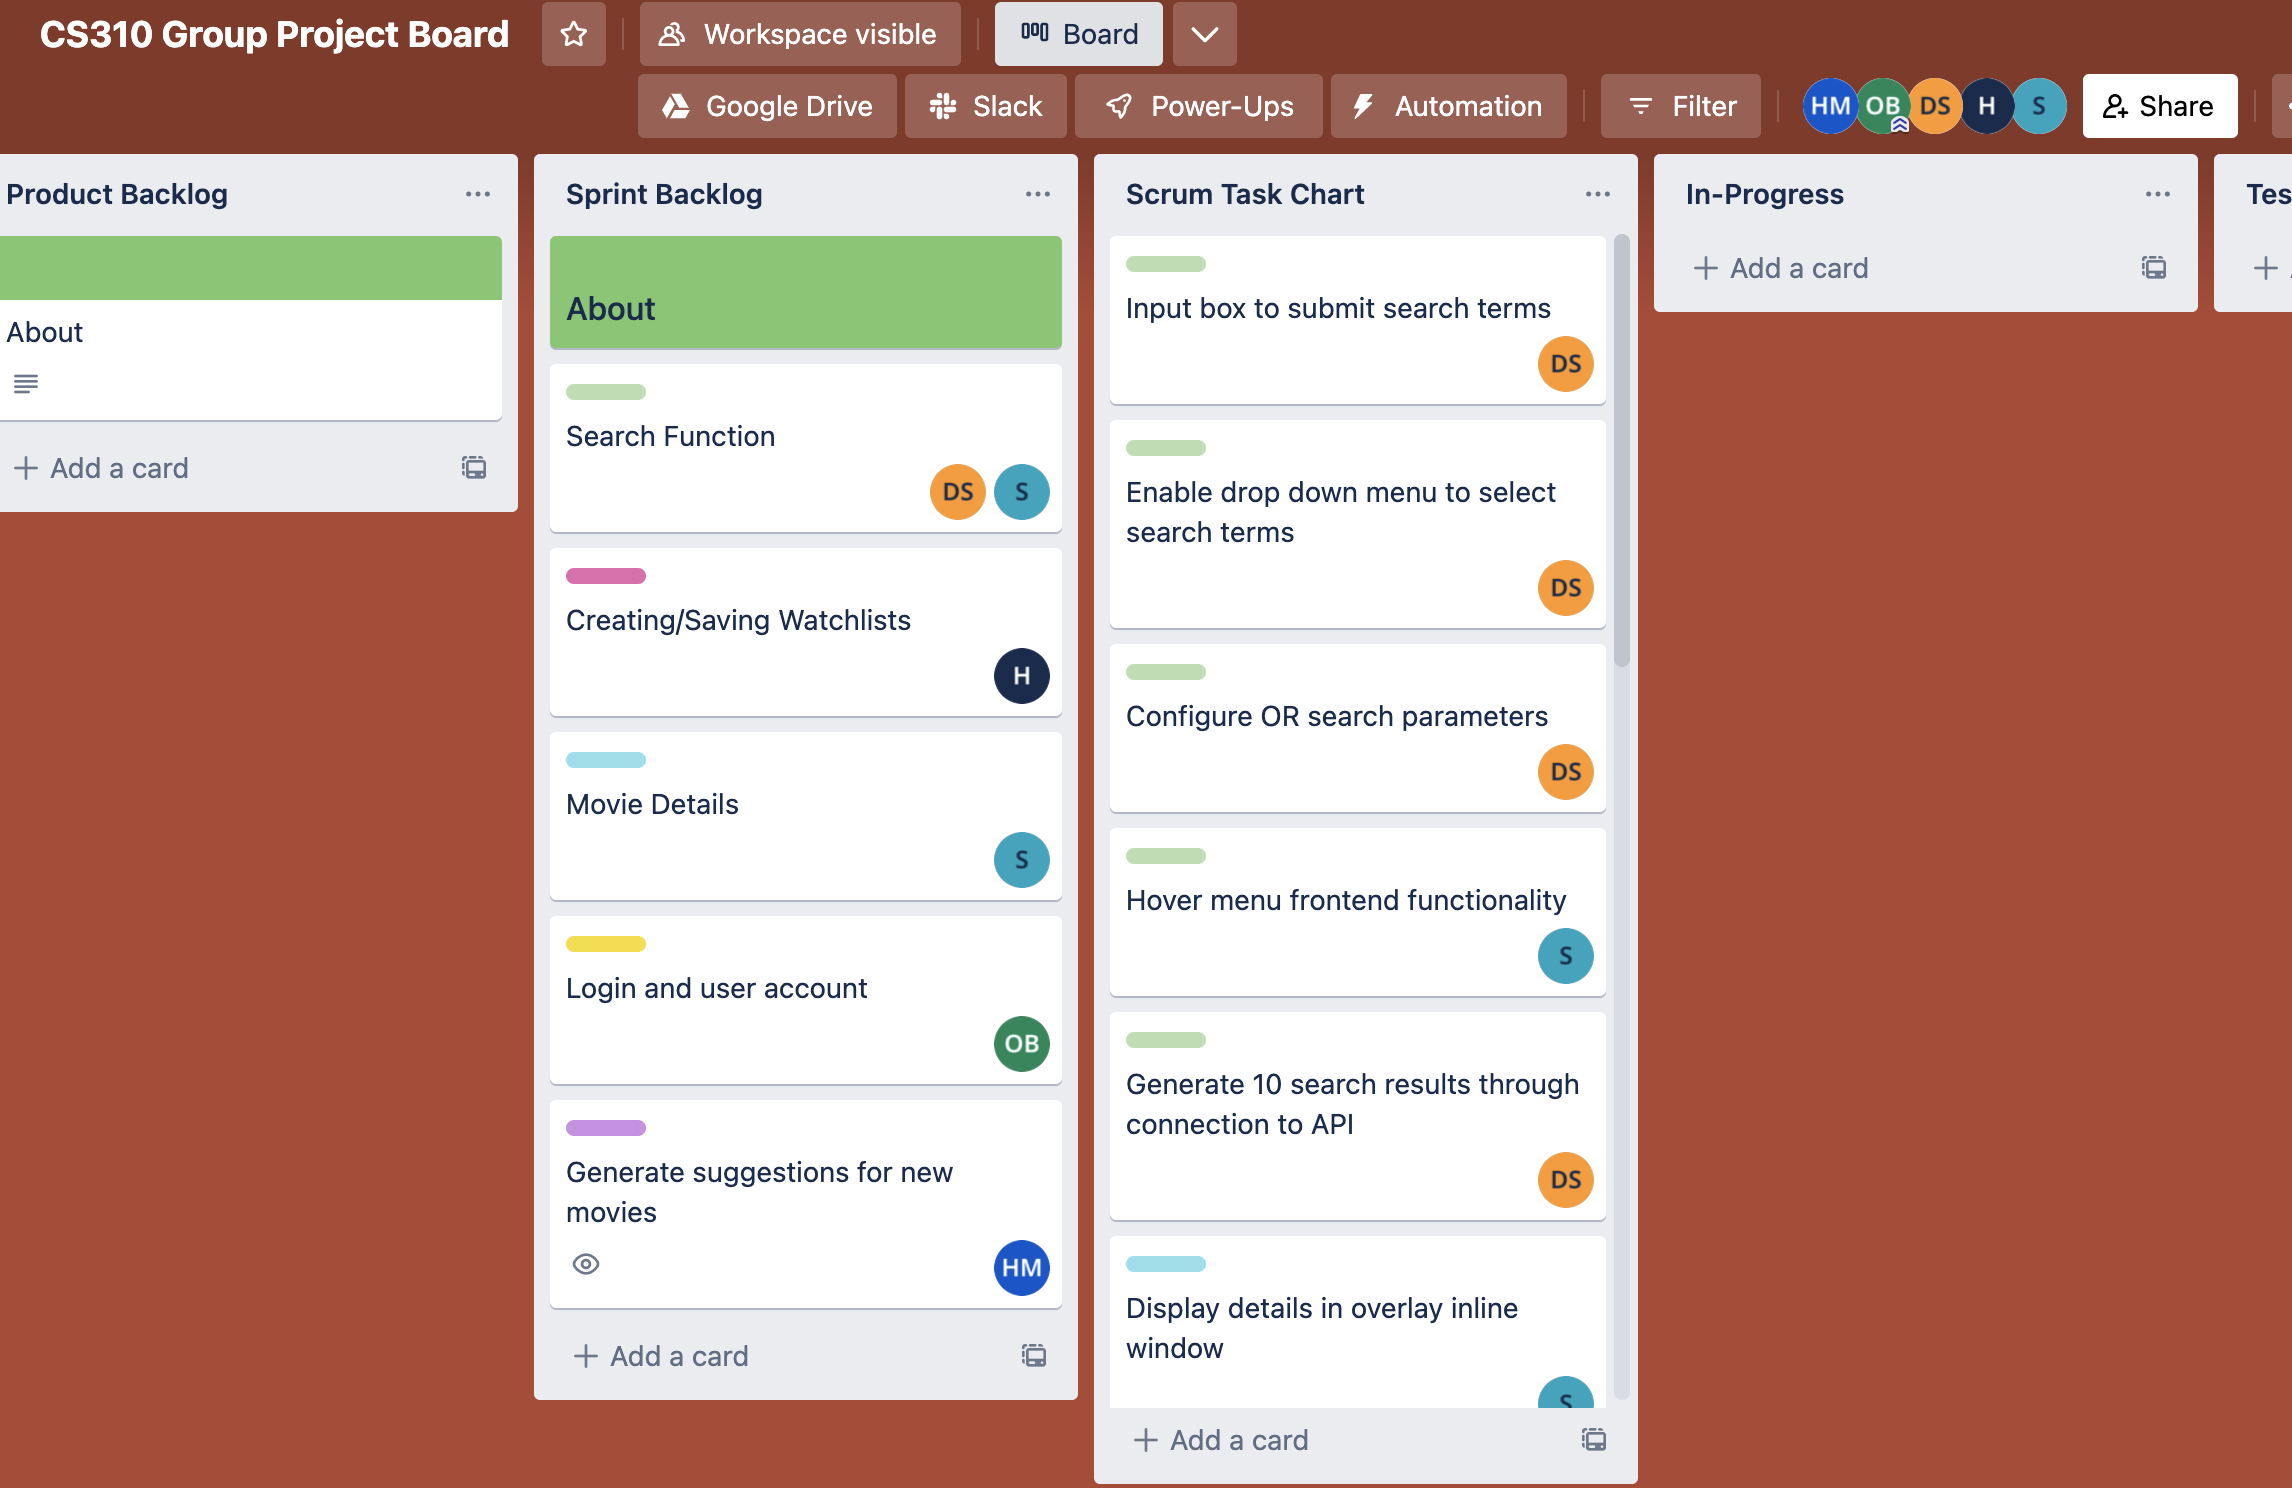 CS310 Group Project Board
Workspace visible
Board
Google Drive
Slack
Power-Ups
Automation
Filter
HM
OB
DS
H
S
Share
Product Backlog
About
Add a card
Sprint Backlog
About
Search Function
DS
S
Creating/Saving Watchlists
H
Movie Details
S
Login and user account
OB
Generate suggestions for new
movies
HM
Add a card
Scrum Task Chart
Input box to submit search terms
DS
Enable drop down menu to select
search terms
DS
Configure OR search parameters
DS
Hover menu frontend functionality
S
Generate 10 search results through
connection to API
DS
Display details in overlay inline
window
S
Add a card
In-Progress
Add a card
Tes